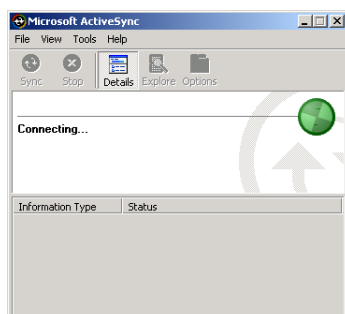 Microsoft ActiveSync
File View Tools Help
Sync Stop Details Explore Options
Connecting...
Information Type Status